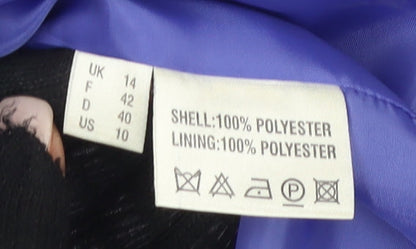 UK 14
F 42
D 40
US 10
SHELL:100% POLYESTER
LINING:100% POLYESTER
P